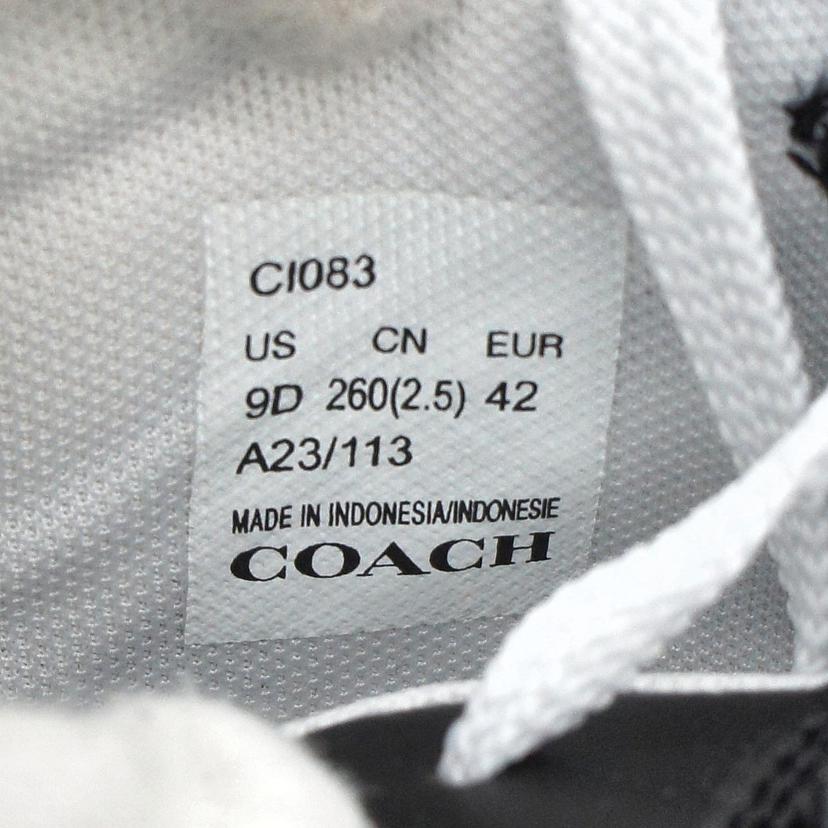 CI083
US CN EUR
9D 260(2.5) 42
A23/113
MADE IN INDONESIA/INDONESIE
COACH